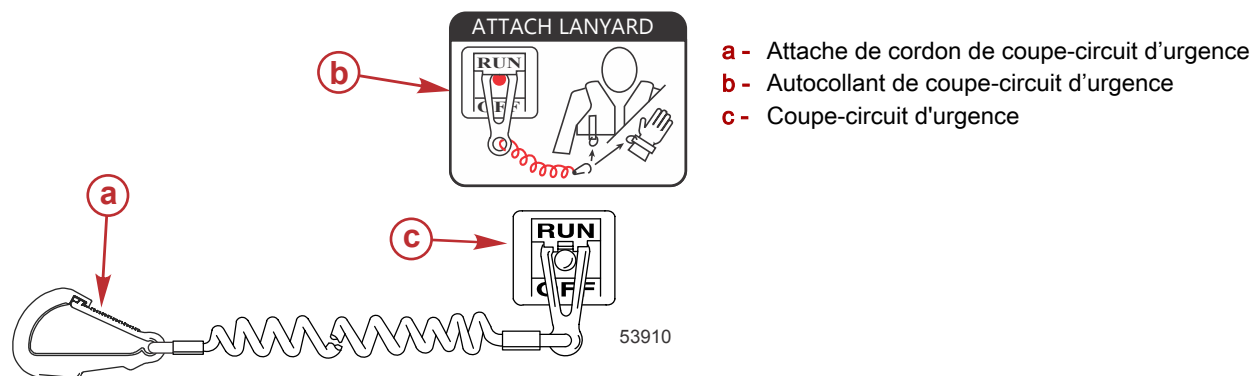 ATTACH LANYARD
RUN
OFF
b
a - Attache de cordon de coupe-circuit d’urgence
b - Autocollant de coupe-circuit d’urgence
c - Coupe-circuit d'urgence
a
c
RUN
OFF
53910